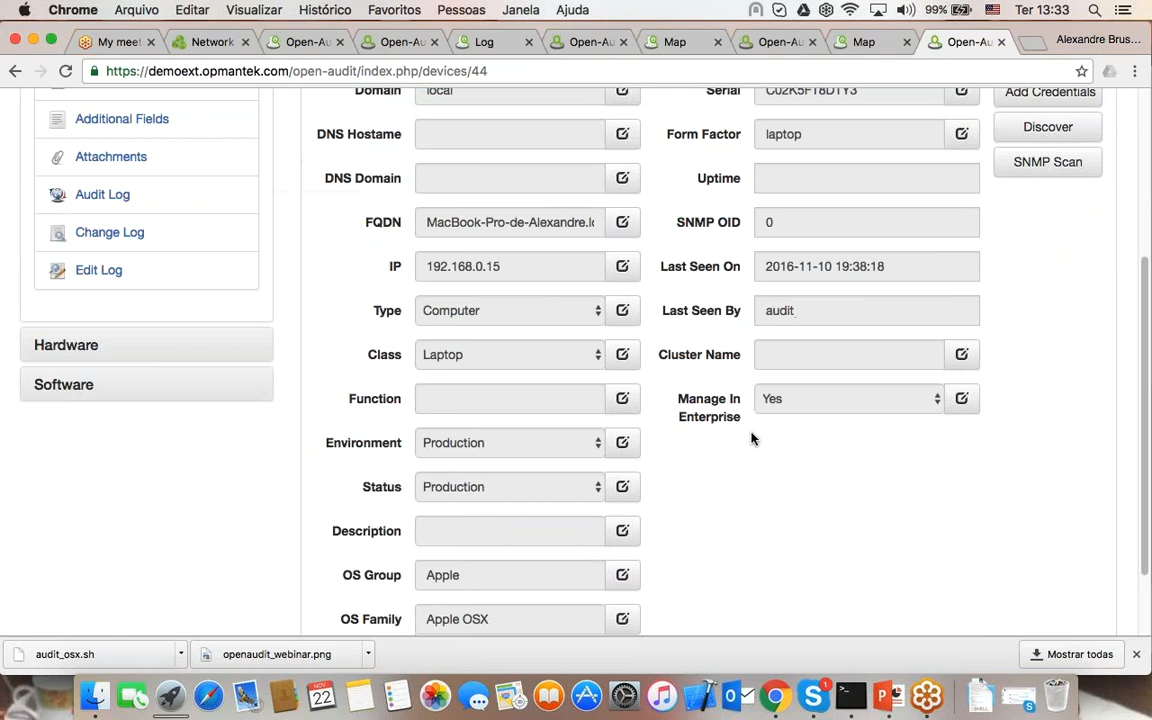 Chrome Arquivo Editar Visualizar Histórico Favoritos Pessoas Janela Ajuda 99% Ter 13:33
My meet Network Open-Au Open-Au Log Open-Au Map Open-Au Map Open-Au Alexandre Brus...
https://demoext.opmantek.com/open-audit/index.php/devices/44
Domain local Serial C02K5F18DTY3 Add Credentials
Additional Fields
DNS Hostame Form Factor laptop Discover
Attachments
SNMP Scan
DNS Domain Uptime
Audit Log
FQDN MacBook-Pro-de-Alexandre.lo SNMP OID 0
Change Log
IP 192.168.0.15 Last Seen On 2016-11-10 19:38:18
Edit Log
Type Computer Last Seen By audit
Hardware
Class Laptop Cluster Name
Software
Function Manage In Enterprise Yes
Environment Production
Status Production
Description
OS Group Apple
OS Family Apple OSX
audit_osx.sh openaudit_webinar.png Mostrar todas
NOV 22 1